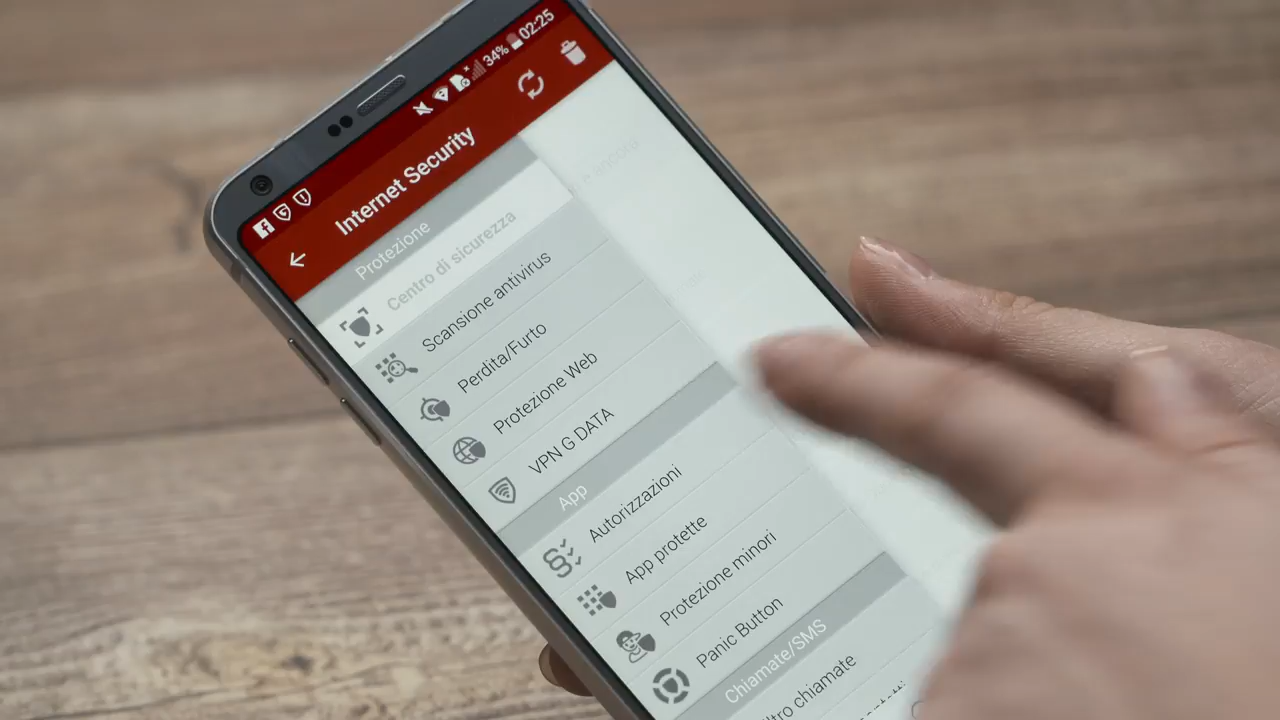 34% 02:25
Internet Security
Protezione
Centro di sicurezza
Scansione antivirus
Perdita/Furto
Protezione Web
VPN G DATA
App
Autorizzazioni
App protette
Protezione minori
Panic Button
Chiamate/SMS
ltro chiamate